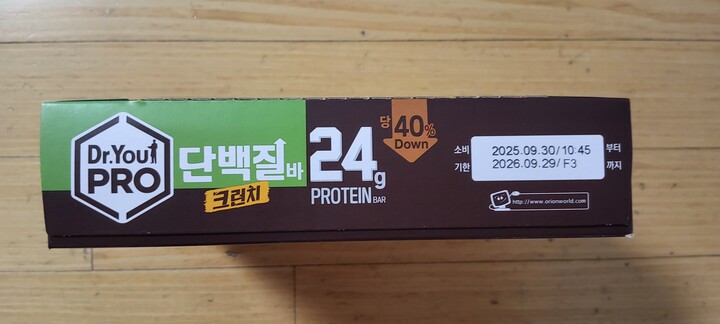 Dr.You
PRO
단백질바
크런치
24g
PROTEIN BAR
당 40%
Down
소비 2025.09.30/10:45 부터
기한 2026.09.29/F3 까지
http://www.orionworld.com